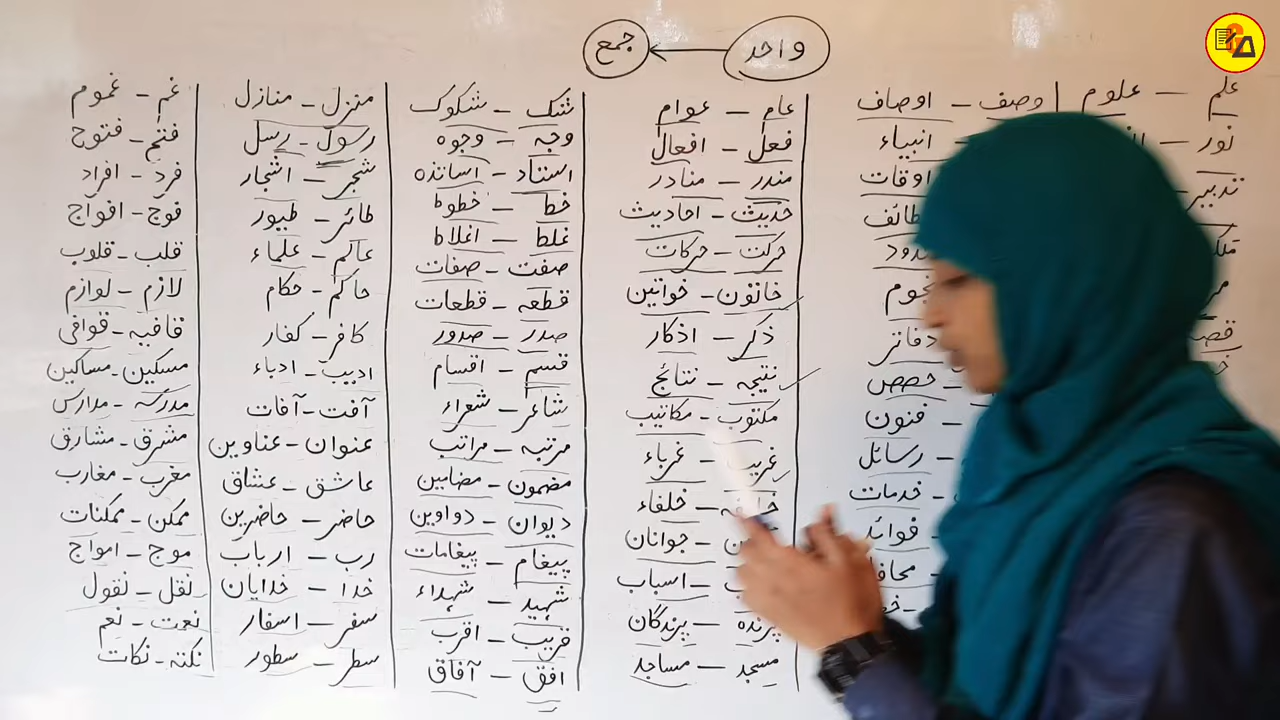 واحد ← جمع
علم – علوم
نور –
تدبیر –
وصف – اوصاف
انبیاء
اوقات
نجوم
دفاتر
حصص
فنون
رسائل
خدمات
فوائد
عام – عوام
فعل – افعال
مندر – منادر
حدیث – احادیث
حرکت – حرکات
خاتون – خواتین
ذکر – اذکار
نتیجہ – نتائج
مکتوب – مکاتیب
غریب – غرباء
– خلفاء
– جوانان
– اسباب
پرندہ – پرندگان
مسجد – مساجد
شک – شکوک
وجہ – وجوہ
استاد – اساتذہ
خط – خطوط
غلط – اغلاط
صفت – صفات
قطعہ – قطعات
صدر – صدور
قسم – اقسام
شاعر – شعراء
مرتبہ – مراتب
مضمون – مضامین
دیوان – دواوین
پیغام – پیغامات
شہید – شہداء
قریب – اقرب
افق – آفاق
منزل – منازل
رسول – رسل
شجر – اشجار
طائر – طیور
عالم – علماء
حاکم – حکام
کافر – کفار
ادیب – ادباء
آفت – آفات
عنوان – عناوین
عاشق – عشاق
حاضر – حاضرین
رب – ارباب
خدا – خدایان
سفر – اسفار
سطر – سطور
غم – غموم
فتح – فتوح
فرد – افراد
فوج – افواج
قلب – قلوب
لازم – لوازم
قافیہ – قوافی
مسکین – مساکین
مدرسہ – مدارس
مشرق – مشارق
مغرب – مغارب
ممکن – ممکنات
موج – امواج
نقل – نقول
نعمت – نعم
نکتہ – نکات